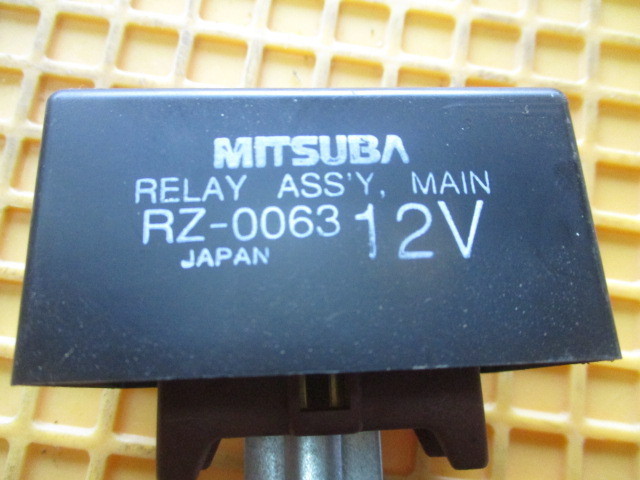 MITSUBA
RELAY ASS'Y, MAIN
RZ-0063 12V
JAPAN